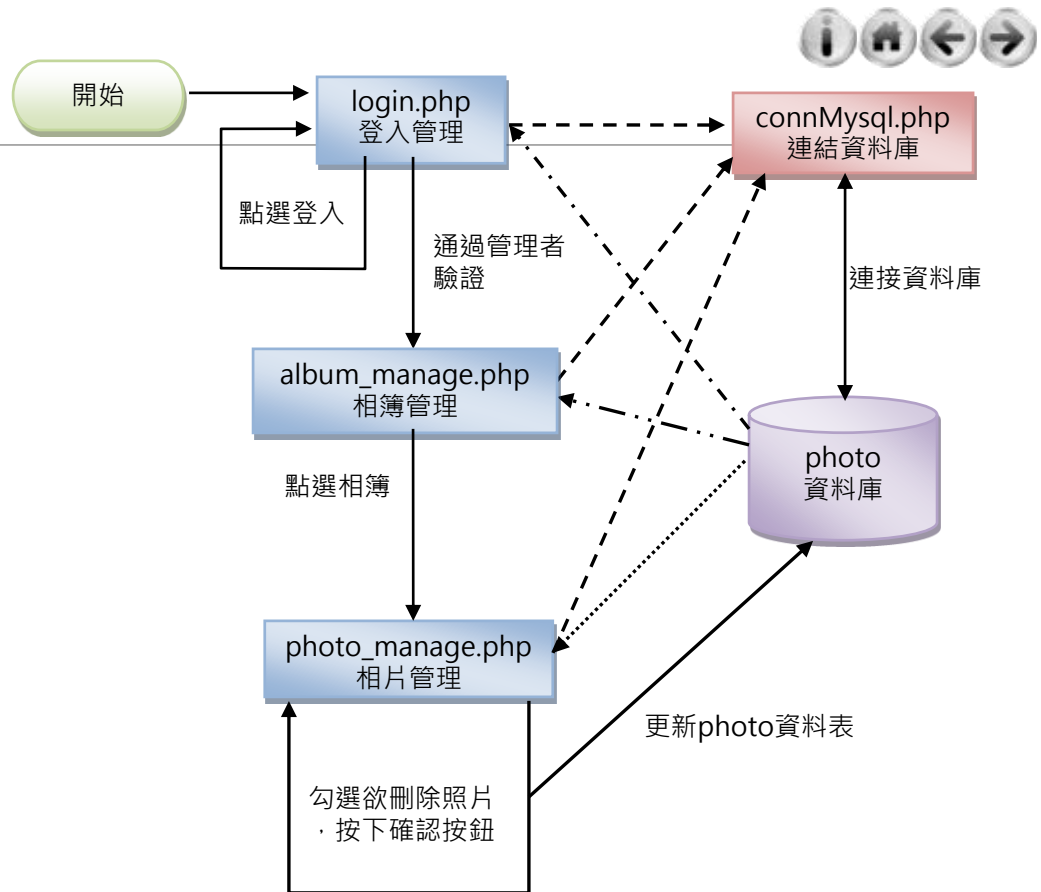 開始
login.php
登入管理
connMysql.php
連結資料庫
點選登入
通過管理者
驗證
連接資料庫
album_manage.php
相簿管理
photo
資料庫
點選相簿
photo_manage.php
相片管理
更新photo資料表
勾選欲刪除照片
，按下確認按鈕